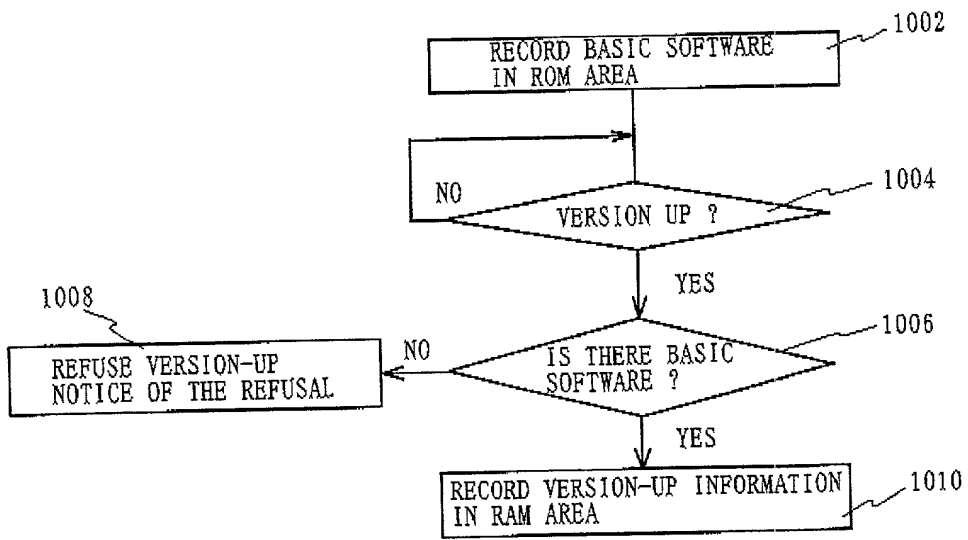 1002
RECORD BASIC SOFTWARE
IN ROM AREA
NO
1004
VERSION UP ?
YES
1008
1006
REFUSE VERSION-UP
NOTICE OF THE REFUSAL
NO
IS THERE BASIC
SOFTWARE ?
YES
RECORD VERSION-UP INFORMATION
IN RAM AREA
1010